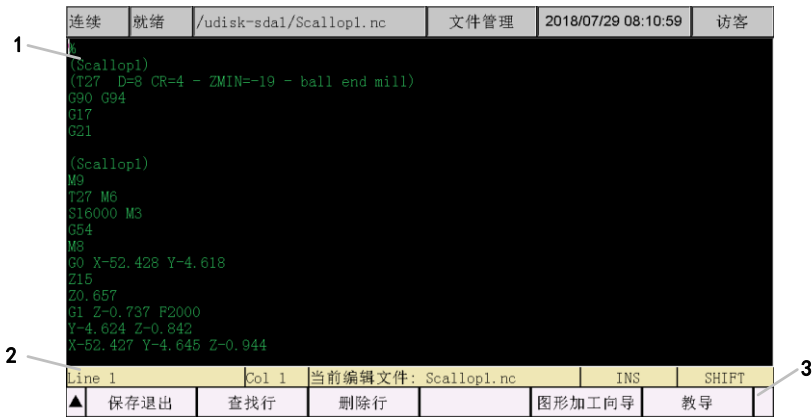 连续 就绪 /udisk-sda1/Scallop1.nc 文件管理 2018/07/29 08:10:59 访客
1
%
(Scallop1)
(T27 D=8 CR=4 - ZMIN=-19 - ball end mill)
G90 G94
G17
G21
(Scallop1)
M9
T27 M6
S16000 M3
G54
M8
G0 X-52.428 Y-4.618
Z15
Z0.657
G1 Z-0.737 F2000
Y-4.624 Z-0.842
X-52.427 Y-4.645 Z-0.944
2
Line 1 Col 1 当前编辑文件: Scallop1.nc INS SHIFT
3
▲ 保存退出 查找行 删除行 图形加工向导 教导